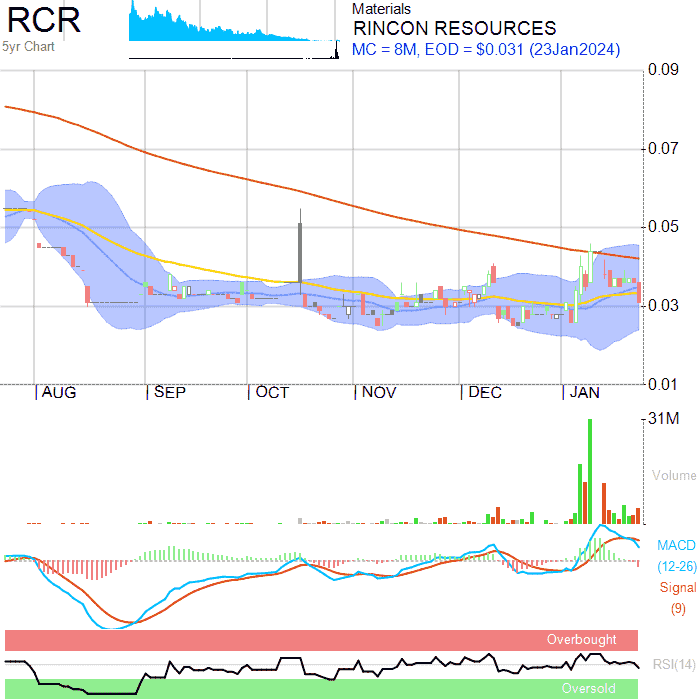 RCR
5yr Chart
Materials
RINCON RESOURCES
MC = 8M, EOD = $0.031 (23Jan2024)
0.09
0.07
0.05
0.03
0.01
AUG
SEP
OCT
NOV
DEC
JAN
31M
Volume
MACD
(12-26)
Signal
(9)
Overbought
RSI(14)
Oversold